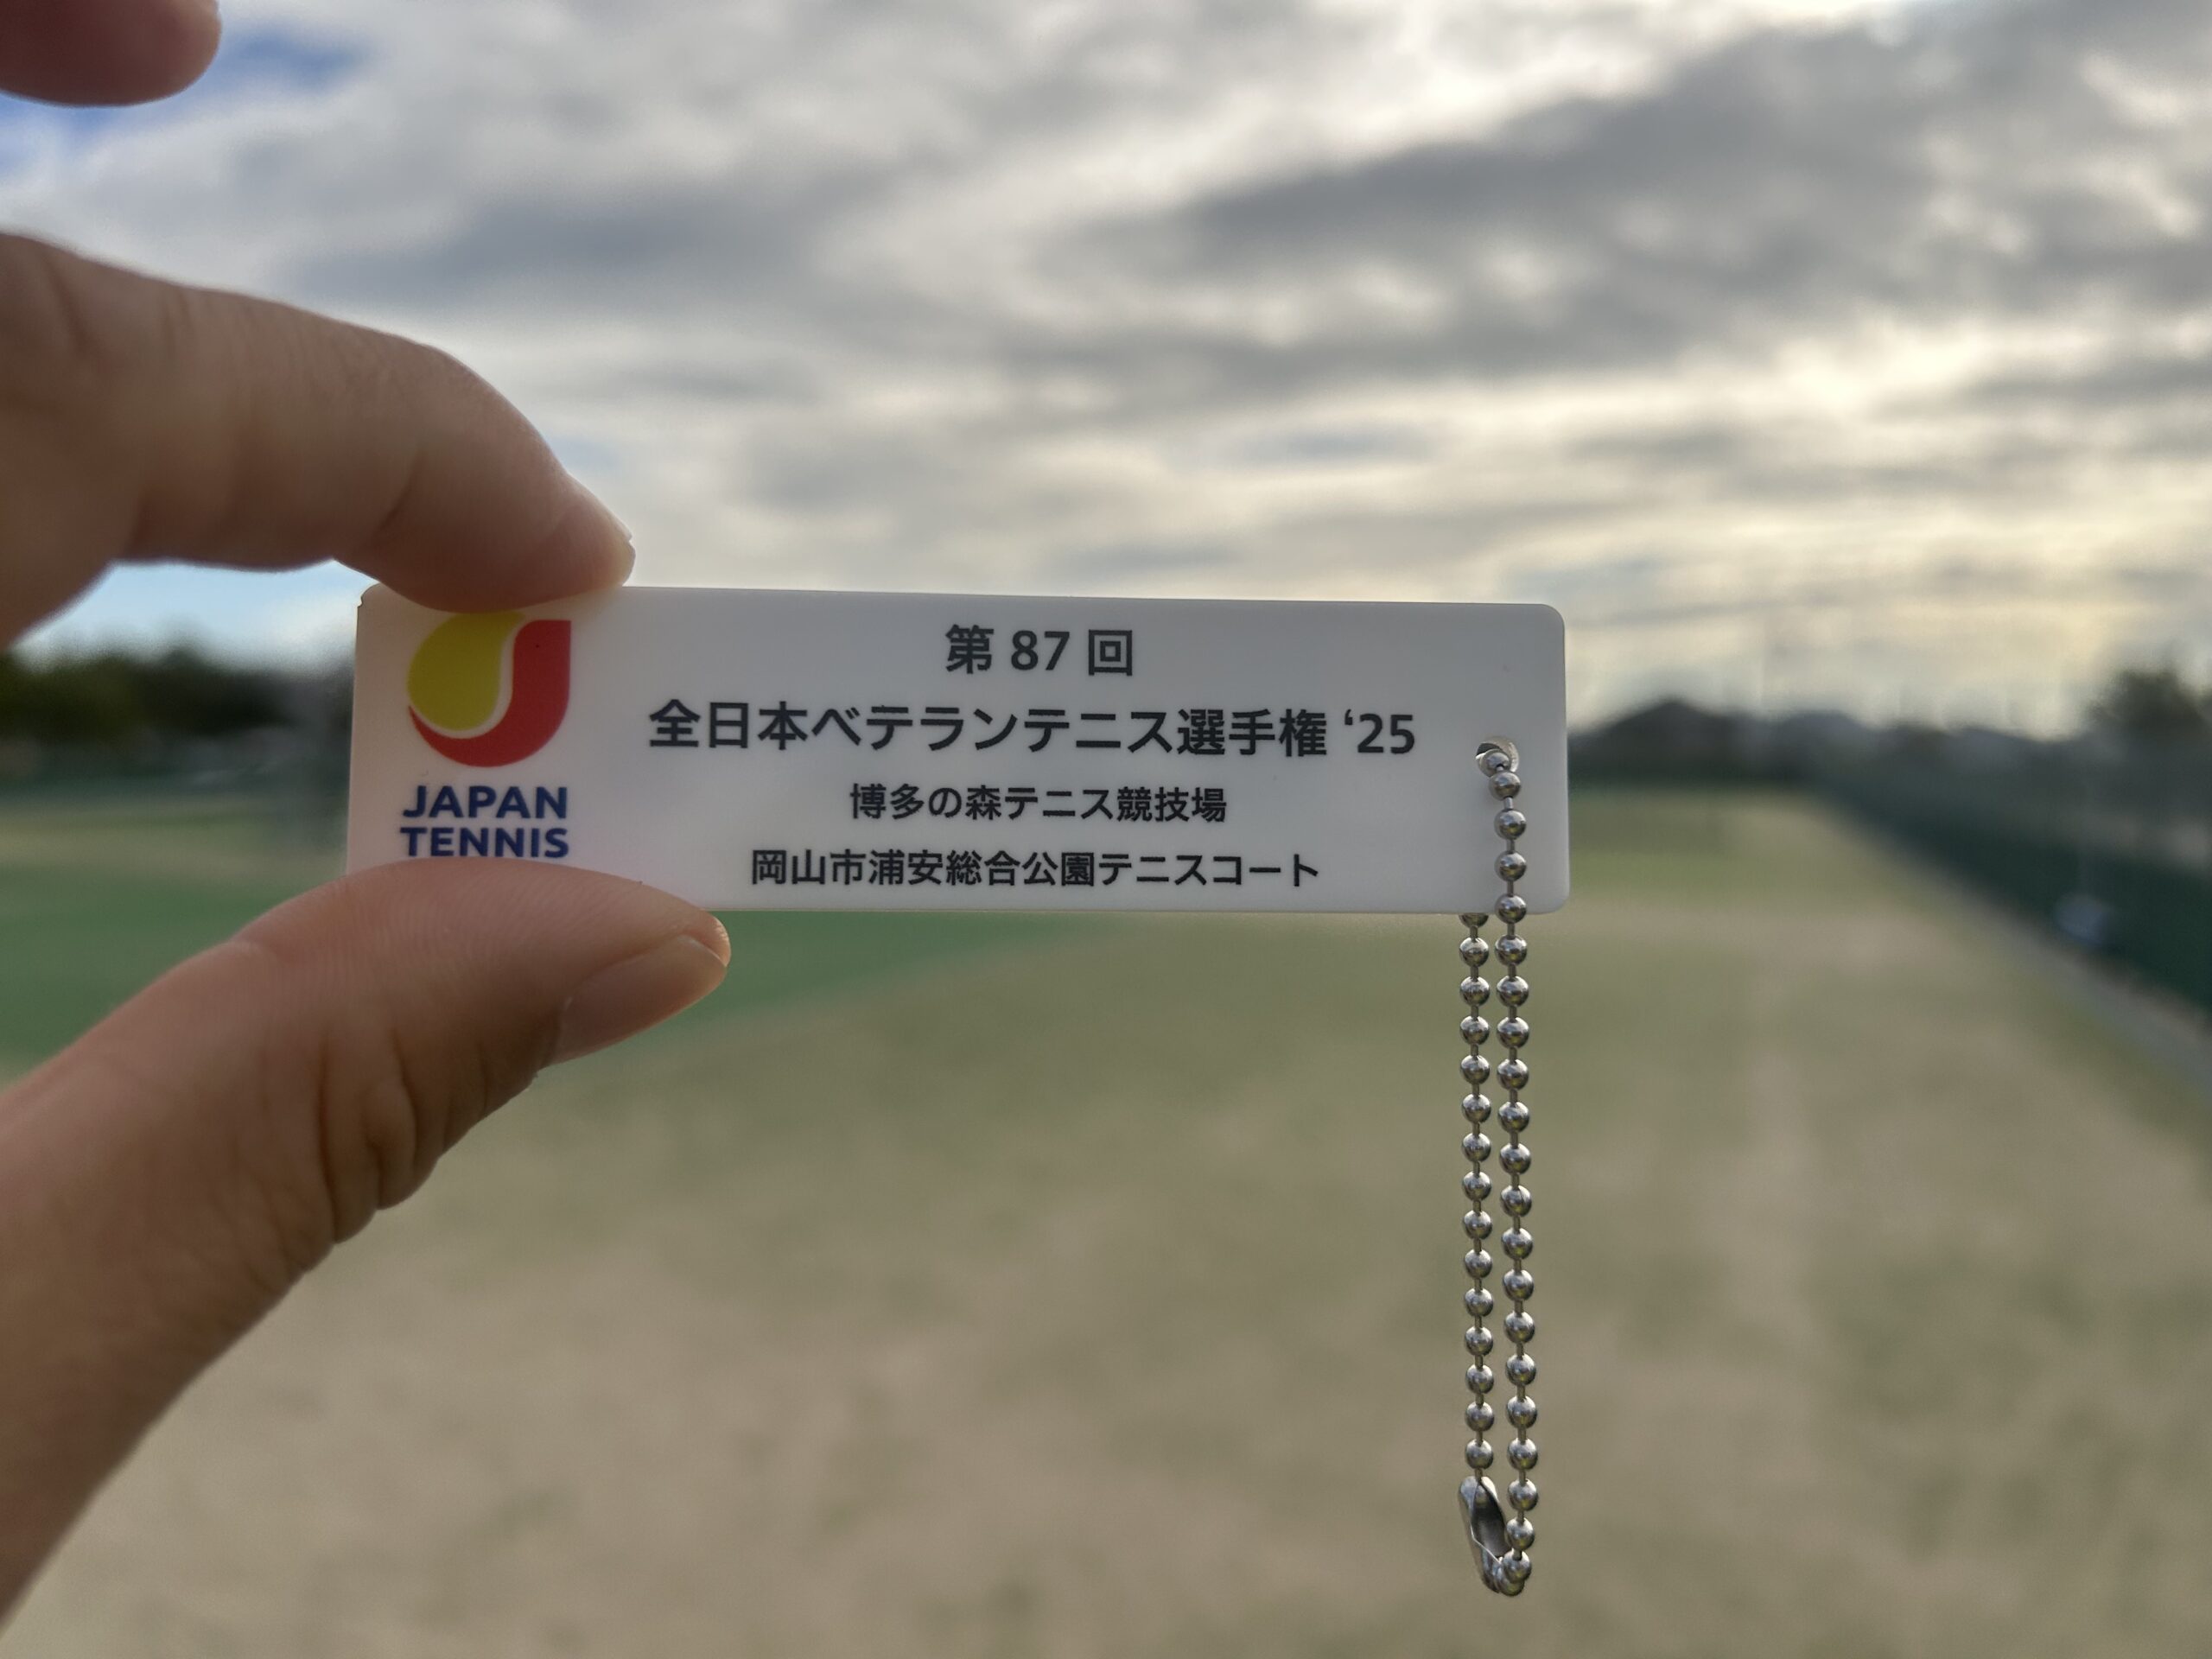 JAPAN
TENNIS
第 87 回
全日本ベテランテニス選手権 ‘25
博多の森テニス競技場
岡山市浦安総合公園テニスコート